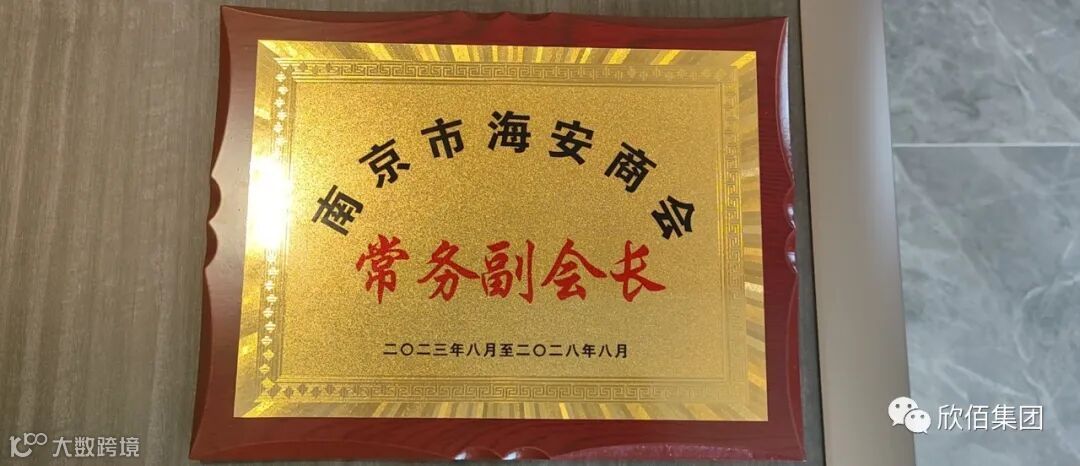 南京市海安商会
常务副会长
二〇二三年八月至二〇二八年八月
欣佰集团
大数跨境